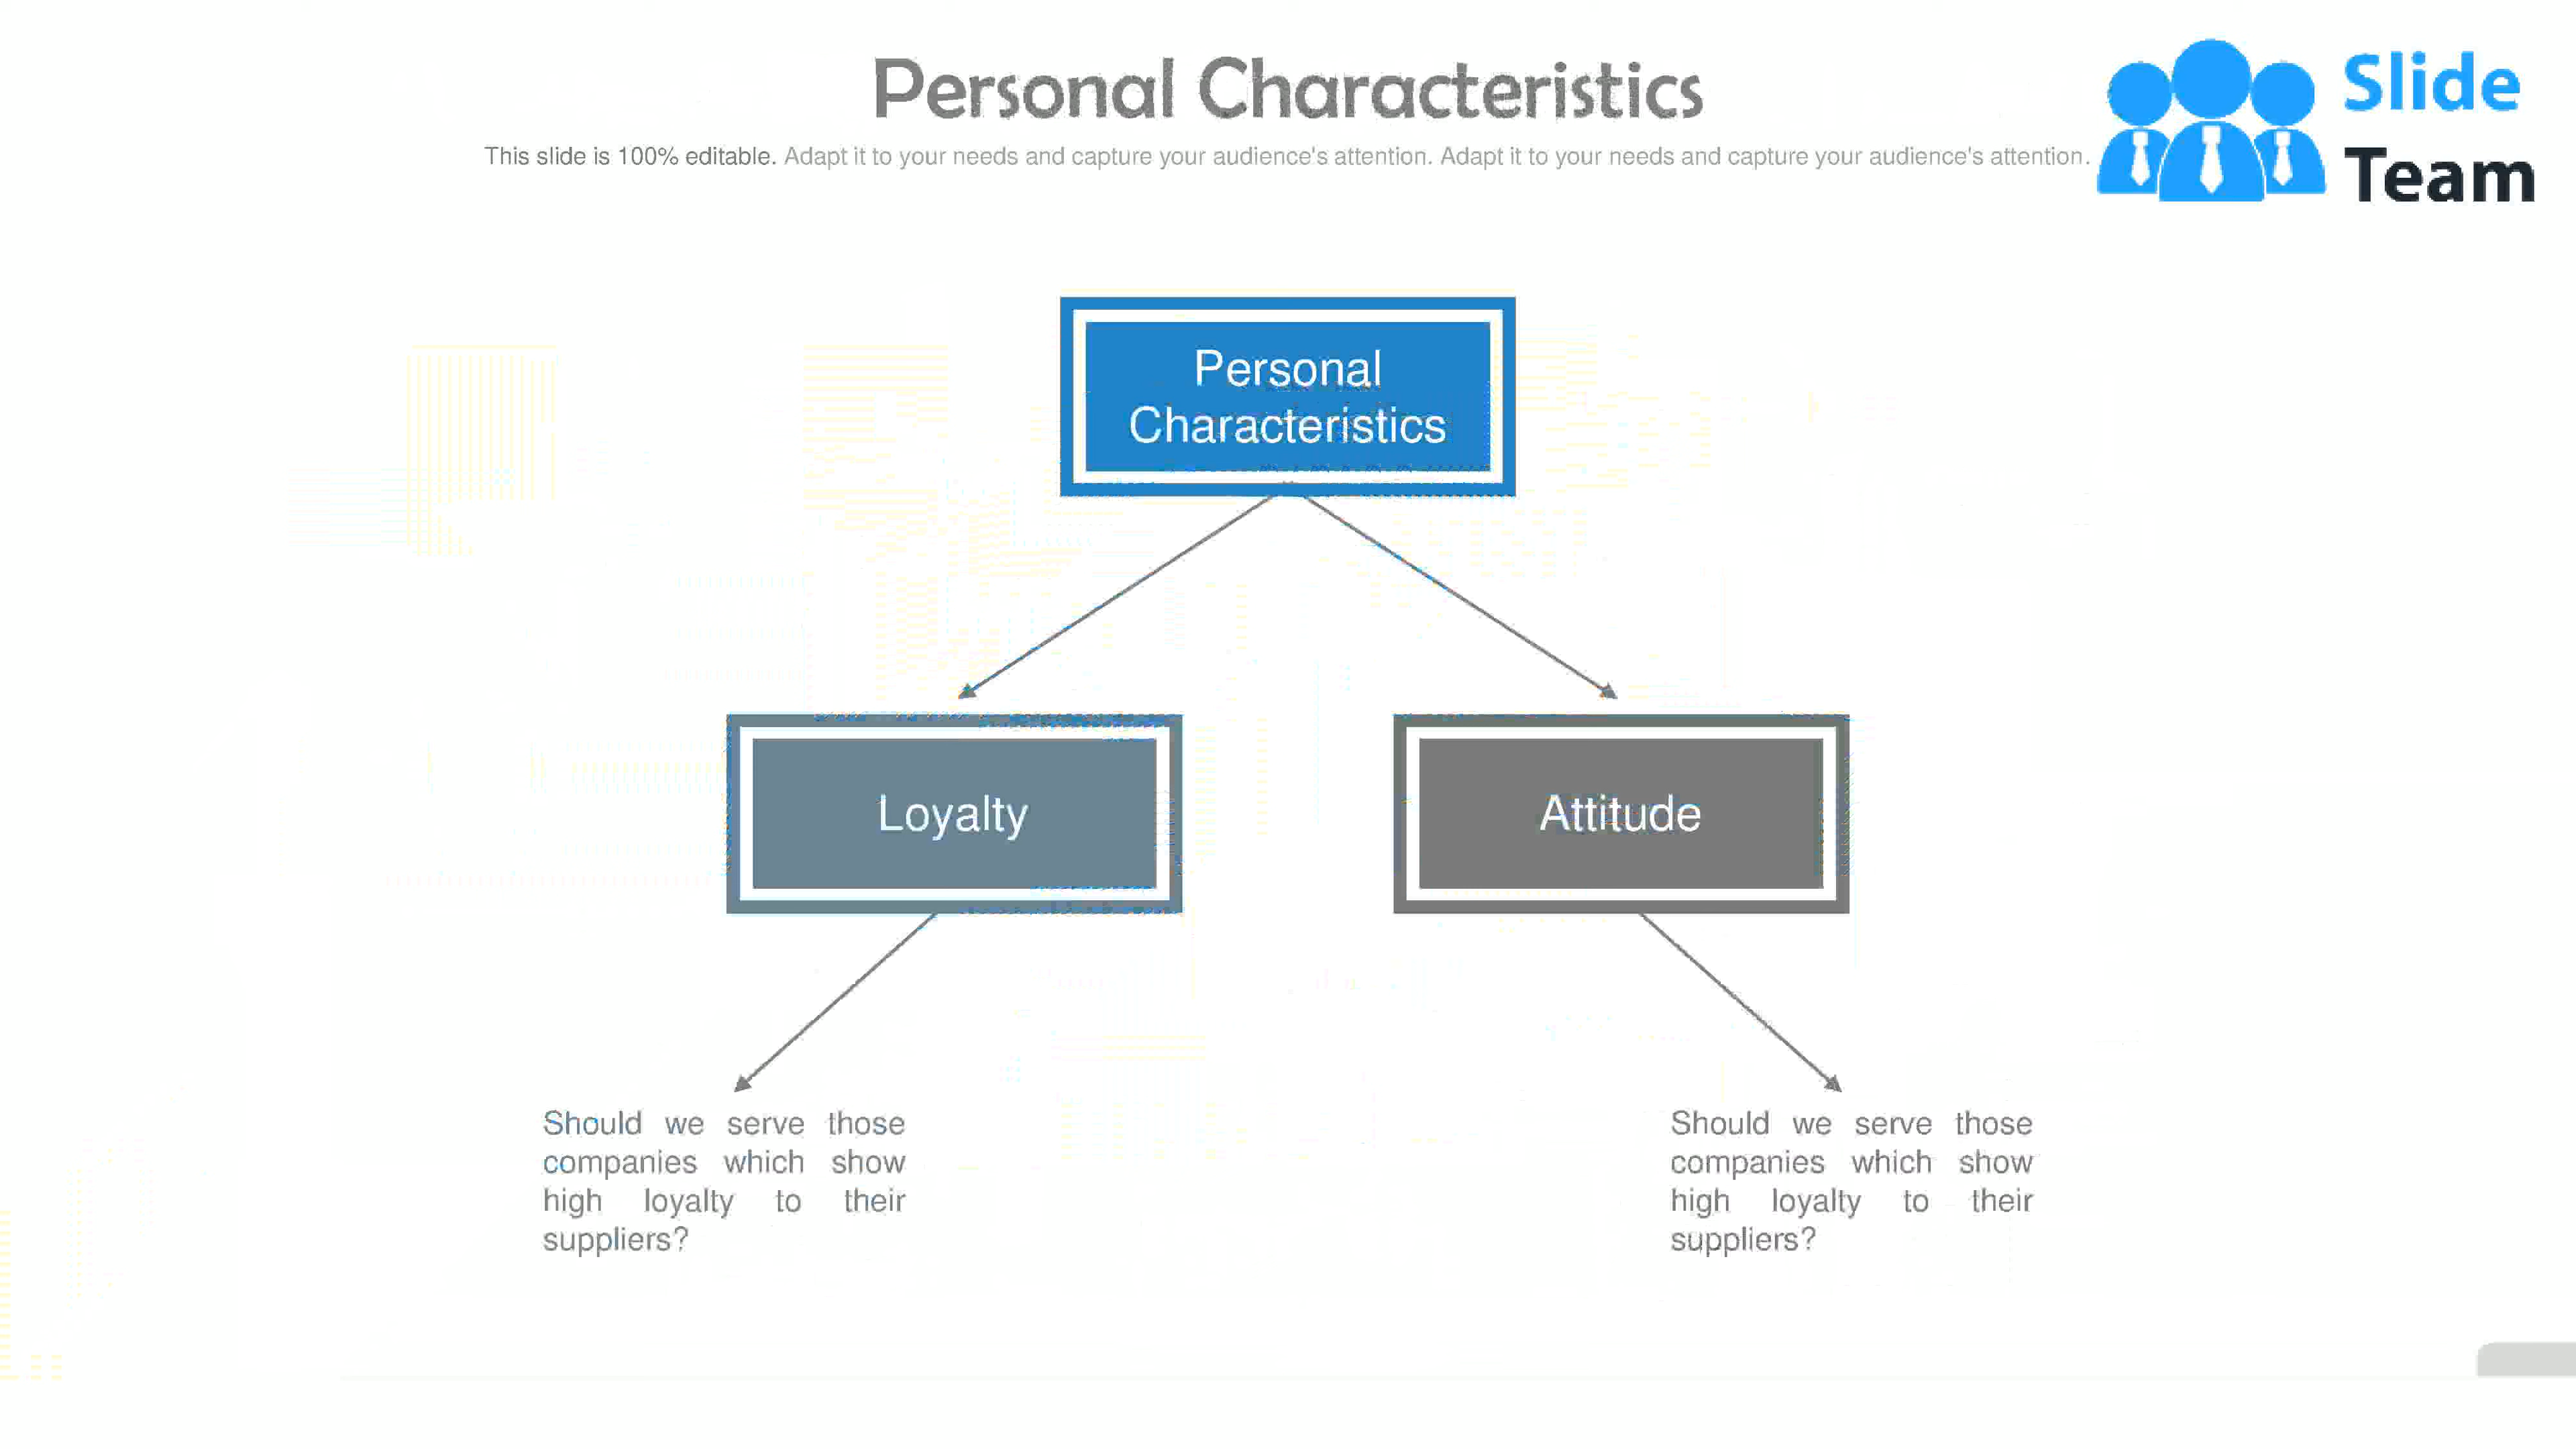 Personal Characteristics
Slide
Team
This slide is 100% editable. Adapt it to your needs and capture your audience's attention. Adapt it to your needs and capture your audience's attention.
Personal
Characteristics
Loyalty
Attitude
Should we serve those
companies which show
high loyalty to their
suppliers?
Should we serve those
companies which show
high loyalty to their
suppliers?